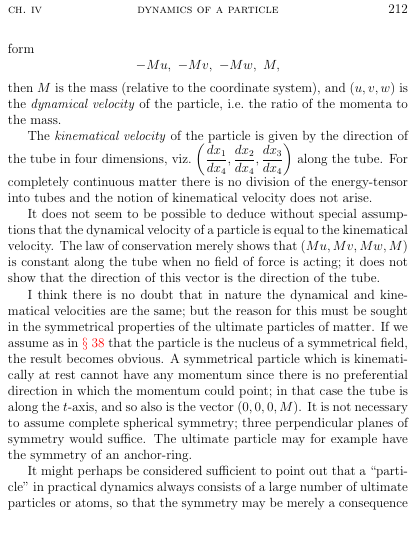 CH. IV DYNAMICS OF A PARTICLE 212
form
−Mu, −Mv, −Mw, M,
then M is the mass (relative to the coordinate system), and (u, v, w) is
the dynamical velocity of the particle, i.e. the ratio of the momenta to
the mass.
The kinematical velocity of the particle is given by the direction of
the tube in four dimensions, viz. (dx₁/dx₄, dx₂/dx₄, dx₃/dx₄) along the tube. For
completely continuous matter there is no division of the energy-tensor
into tubes and the notion of kinematical velocity does not arise.
It does not seem to be possible to deduce without special assump-
tions that the dynamical velocity of a particle is equal to the kinematical
velocity. The law of conservation merely shows that (Mu, Mv, Mw, M)
is constant along the tube when no field of force is acting; it does not
show that the direction of this vector is the direction of the tube.
I think there is no doubt that in nature the dynamical and kine-
matical velocities are the same; but the reason for this must be sought
in the symmetrical properties of the ultimate particles of matter. If we
assume as in § 38 that the particle is the nucleus of a symmetrical field,
the result becomes obvious. A symmetrical particle which is kinemati-
cally at rest cannot have any momentum since there is no preferential
direction in which the momentum could point; in that case the tube is
along the t-axis, and so also is the vector (0, 0, 0, M). It is not necessary
to assume complete spherical symmetry; three perpendicular planes of
symmetry would suffice. The ultimate particle may for example have
the symmetry of an anchor-ring.
It might perhaps be considered sufficient to point out that a “parti-
cle” in practical dynamics always consists of a large number of ultimate
particles or atoms, so that the symmetry may be merely a consequence